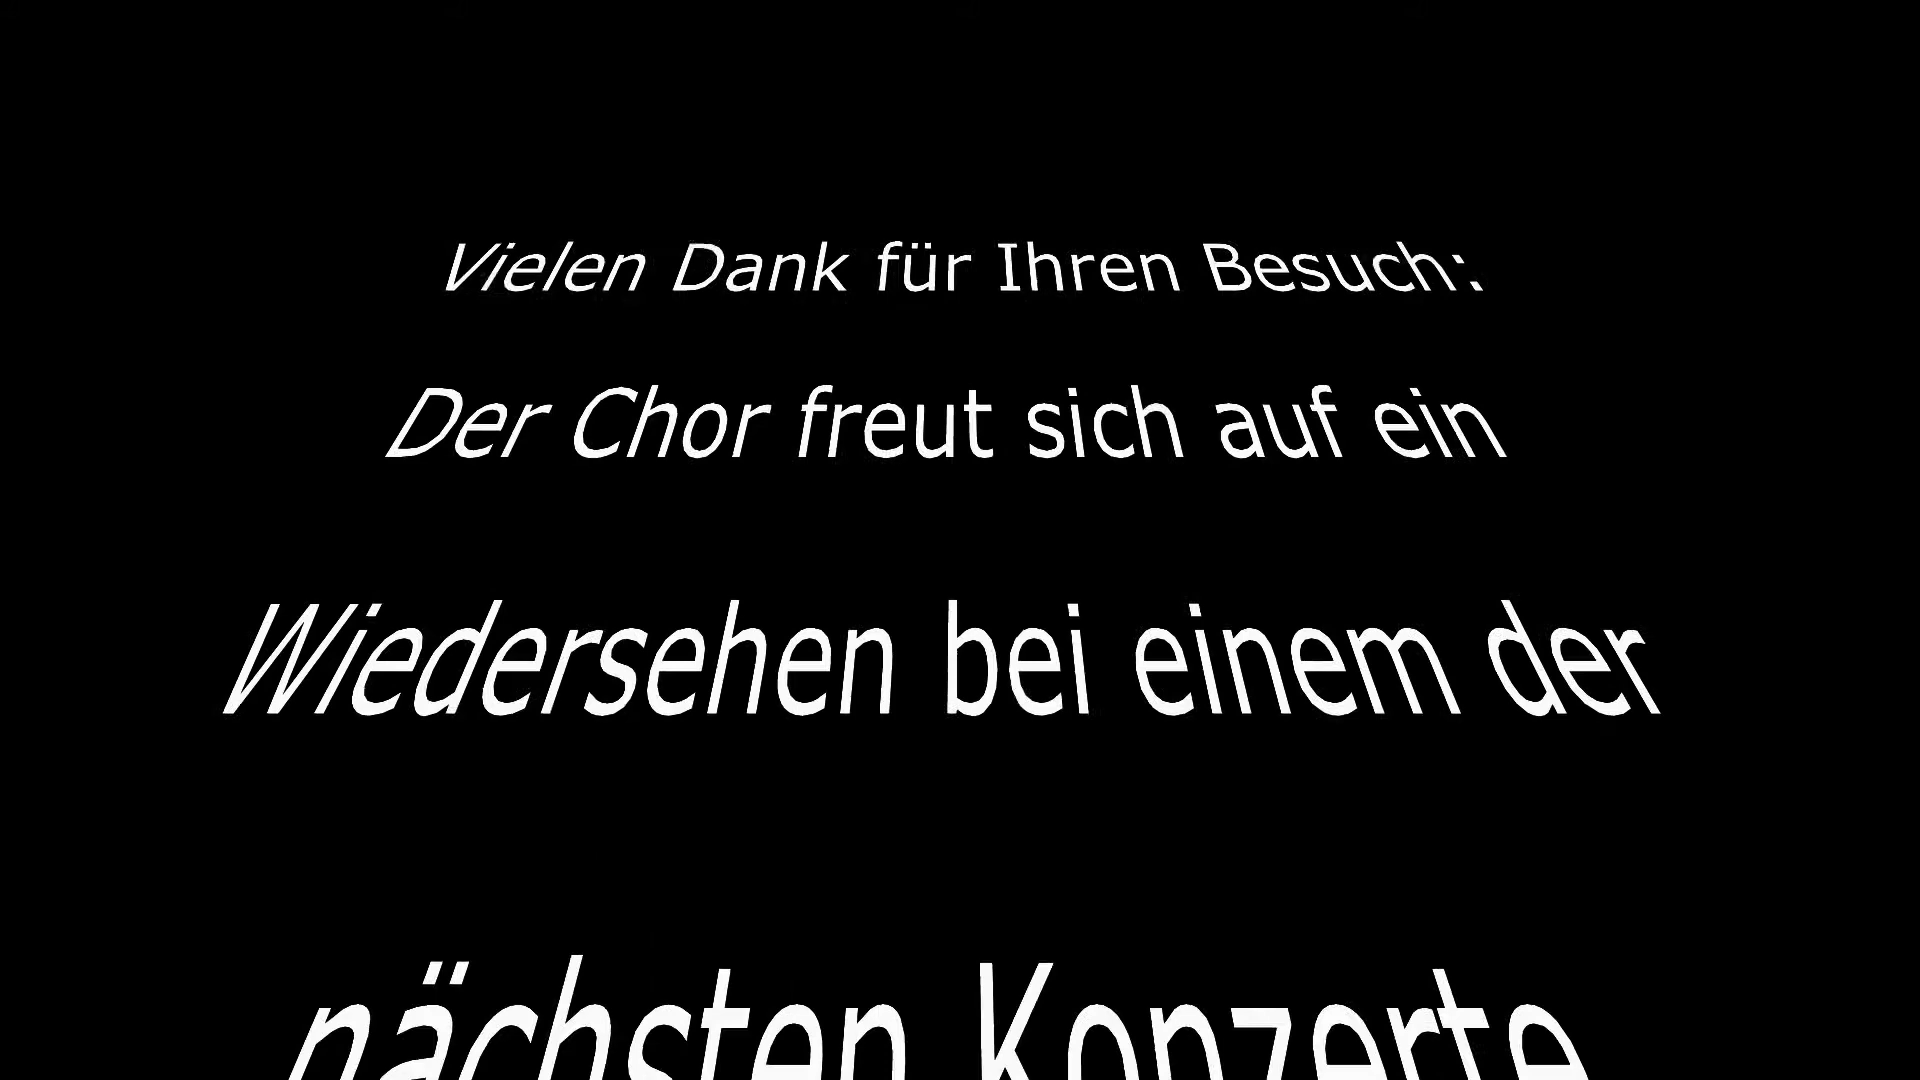 Vielen Dank für Ihren Besuch:
Der Chor freut sich auf ein
Wiedersehen bei einem der
nächsten Konzerte